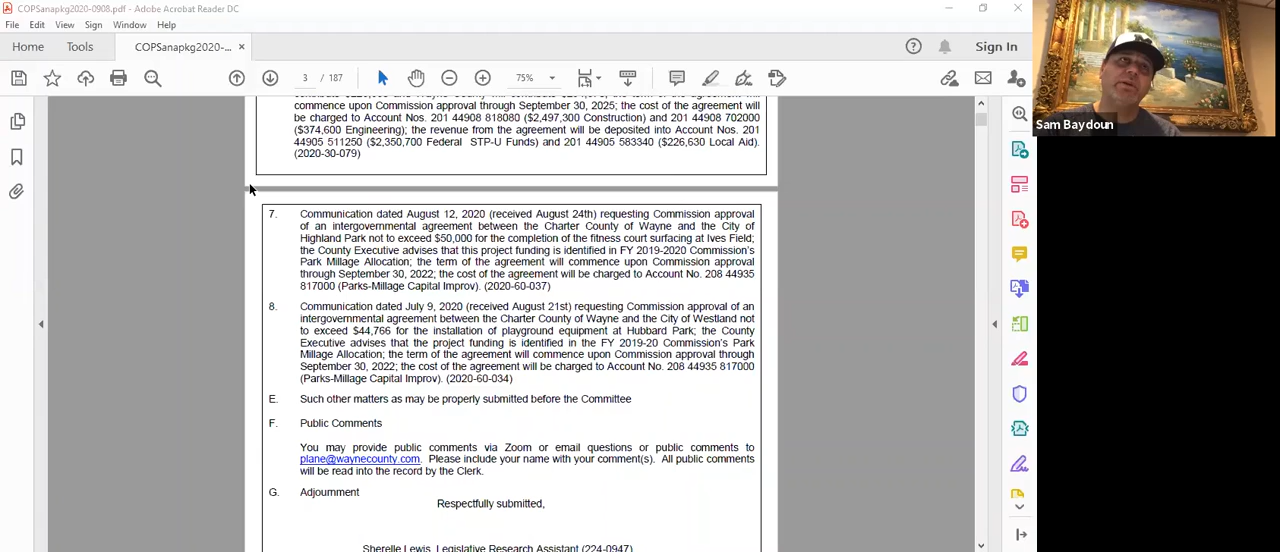 COPSanapkg2020-0908.pdf - Adobe Acrobat Reader DC
File Edit View Sign Window Help
Home Tools COPSanapkg2020-... × Sign In
3 / 187 75%
commence upon Commission approval through September 30, 2025; the cost of the agreement will
be charged to Account Nos. 201 44908 818080 ($2,497,300 Construction) and 201 44908 702000
($374,600 Engineering); the revenue from the agreement will be deposited into Account Nos. 201
44905 511250 ($2,350,700 Federal STP-U Funds) and 201 44905 583340 ($226,630 Local Aid).
(2020-30-079)
7. Communication dated August 12, 2020 (received August 24th) requesting Commission approval
of an intergovernmental agreement between the Charter County of Wayne and the City of
Highland Park not to exceed $50,000 for the completion of the fitness court surfacing at Ives Field;
the County Executive advises that this project funding is identified in FY 2019-2020 Commission's
Park Millage Allocation; the term of the agreement will commence upon Commission approval
through September 30, 2022; the cost of the agreement will be charged to Account No. 208 44935
817000 (Parks-Millage Capital Improv). (2020-60-037)
8. Communication dated July 9, 2020 (received August 21st) requesting Commission approval of an
intergovernmental agreement between the Charter County of Wayne and the City of Westland not
to exceed $44,766 for the installation of playground equipment at Hubbard Park; the County
Executive advises that the project funding is identified in the FY 2019-20 Commission's Park
Millage Allocation; the term of the agreement will commence upon Commission approval through
September 30, 2022; the cost of the agreement will be charged to Account No. 208 44935 817000
(Parks-Millage Capital Improv). (2020-60-034)
E. Such other matters as may be properly submitted before the Committee
F. Public Comments
You may provide public comments via Zoom or email questions or public comments to
plane@waynecounty.com. Please include your name with your comment(s). All public comments
will be read into the record by the Clerk.
G. Adjournment
Respectfully submitted,
Sherelle Lewis, Legislative Research Assistant (224-0947)
Sam Baydoun